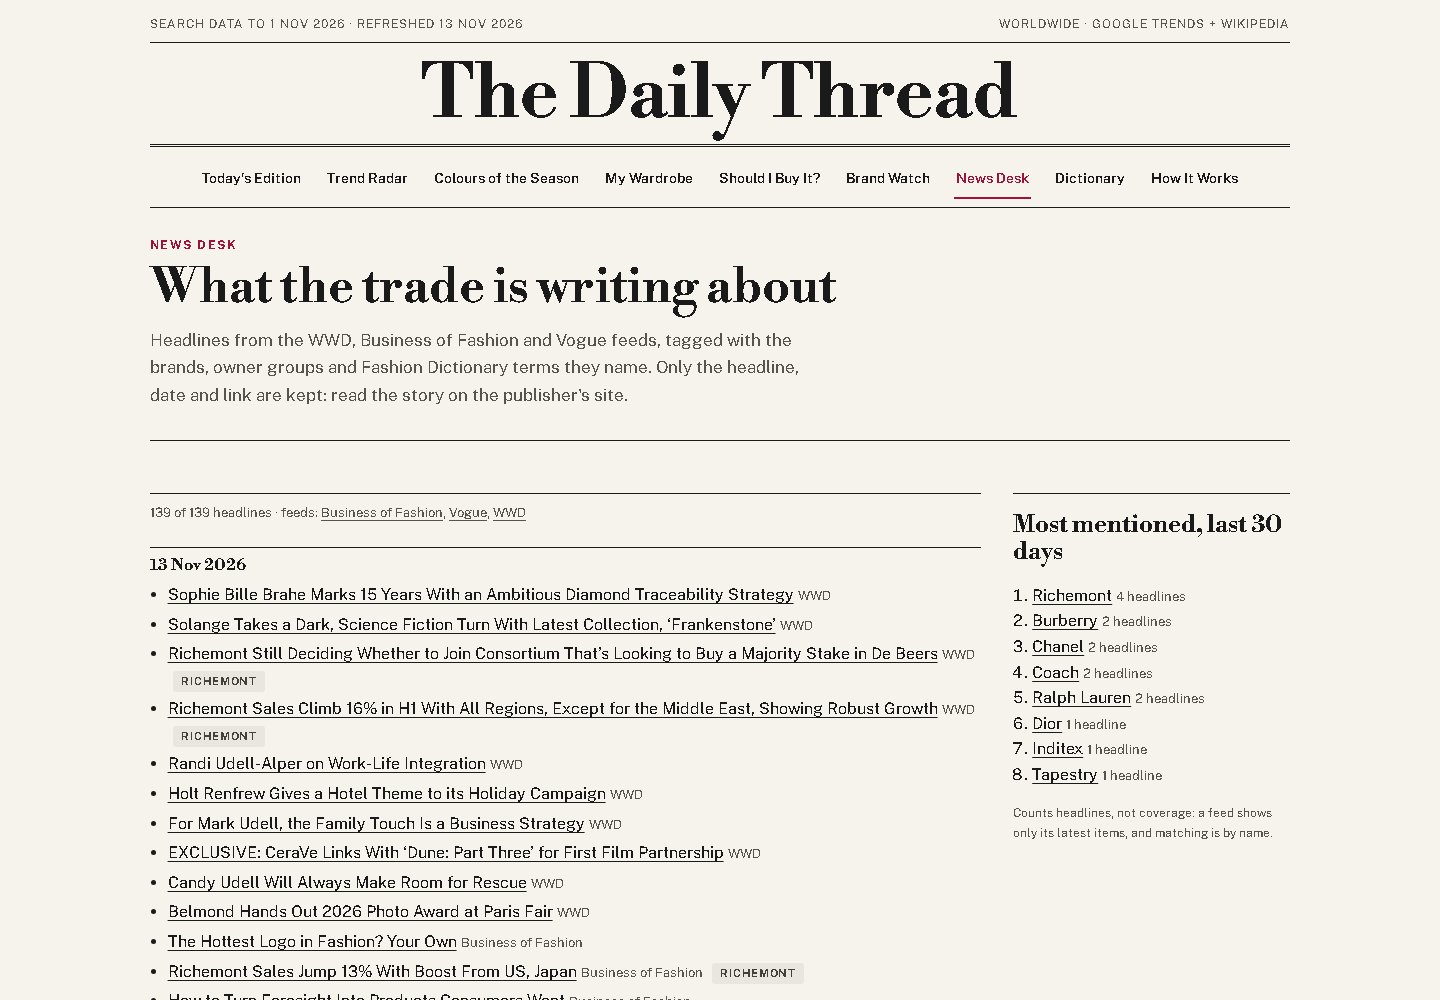 SEARCH DATA TO 1 NOV 2026 · REFRESHED 13 NOV 2026
WORLDWIDE · GOOGLE TRENDS + WIKIPEDIA
The Daily Thread
Today's Edition
Trend Radar
Colours of the Season
My Wardrobe
Should I Buy It?
Brand Watch
News Desk
Dictionary
How It Works
NEWS DESK
What the trade is writing about
Headlines from the WWD, Business of Fashion and Vogue feeds, tagged with the
brands, owner groups and Fashion Dictionary terms they name. Only the headline,
date and link are kept: read the story on the publisher's site.
139 of 139 headlines · feeds: Business of Fashion, Vogue, WWD
13 Nov 2026
• Sophie Bille Brahe Marks 15 Years With an Ambitious Diamond Traceability Strategy WWD
• Solange Takes a Dark, Science Fiction Turn With Latest Collection, ‘Frankenstone’ WWD
• Richemont Still Deciding Whether to Join Consortium That’s Looking to Buy a Majority Stake in De Beers WWD
RICHEMONT
• Richemont Sales Climb 16% in H1 With All Regions, Except for the Middle East, Showing Robust Growth WWD
RICHEMONT
• Randi Udell-Alper on Work-Life Integration WWD
• Holt Renfrew Gives a Hotel Theme to its Holiday Campaign WWD
• For Mark Udell, the Family Touch Is a Business Strategy WWD
• EXCLUSIVE: CeraVe Links With ‘Dune: Part Three’ for First Film Partnership WWD
• Candy Udell Will Always Make Room for Rescue WWD
• Belmond Hands Out 2026 Photo Award at Paris Fair WWD
• The Hottest Logo in Fashion? Your Own Business of Fashion
• Richemont Sales Jump 13% With Boost From US, Japan Business of Fashion RICHEMONT
• How to Turn Foresight Into Products Consumers Want Business of Fashion
Most mentioned, last 30
days
1. Richemont 4 headlines
2. Burberry 2 headlines
3. Chanel 2 headlines
4. Coach 2 headlines
5. Ralph Lauren 2 headlines
6. Dior 1 headline
7. Inditex 1 headline
8. Tapestry 1 headline
Counts headlines, not coverage: a feed shows
only its latest items, and matching is by name.